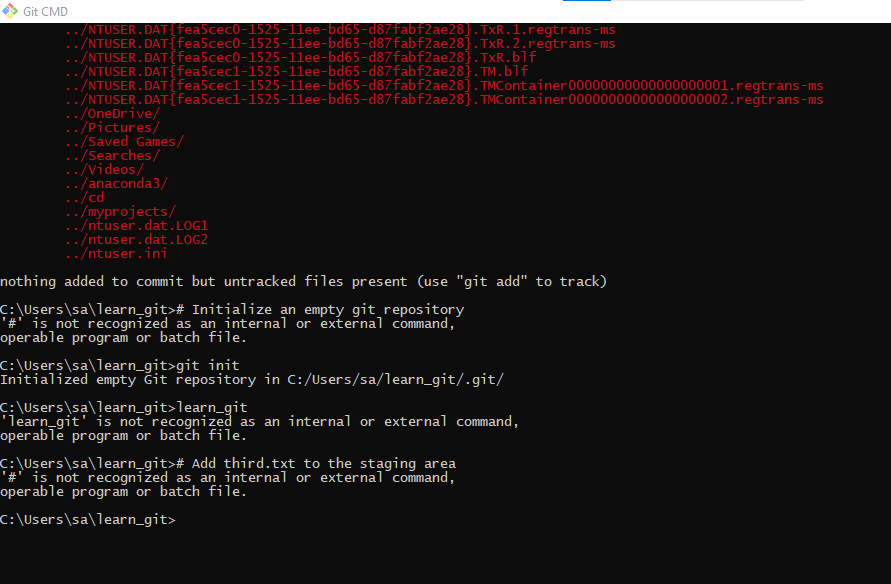 Git CMD
../NTUSER.DAT{fea5cec0-1525-11ee-bd65-d87fabf2ae28}.TxR.1.regtrans-ms
../NTUSER.DAT{fea5cec0-1525-11ee-bd65-d87fabf2ae28}.TxR.2.regtrans-ms
../NTUSER.DAT{fea5cec0-1525-11ee-bd65-d87fabf2ae28}.TxR.blf
../NTUSER.DAT{fea5cec1-1525-11ee-bd65-d87fabf2ae28}.TM.blf
../NTUSER.DAT{fea5cec1-1525-11ee-bd65-d87fabf2ae28}.TMContainer00000000000000000001.regtrans-ms
../NTUSER.DAT{fea5cec1-1525-11ee-bd65-d87fabf2ae28}.TMContainer00000000000000000002.regtrans-ms
../OneDrive/
../Pictures/
../Saved Games/
../Searches/
../Videos/
../anaconda3/
../cd
../myprojects/
../ntuser.dat.LOG1
../ntuser.dat.LOG2
../ntuser.ini
nothing added to commit but untracked files present (use "git add" to track)
C:\Users\sa\learn_git># Initialize an empty git repository
'#' is not recognized as an internal or external command,
operable program or batch file.
C:\Users\sa\learn_git>git init
Initialized empty Git repository in C:/Users/sa/learn_git/.git/
C:\Users\sa\learn_git>learn_git
'learn_git' is not recognized as an internal or external command,
operable program or batch file.
C:\Users\sa\learn_git># Add third.txt to the staging area
'#' is not recognized as an internal or external command,
operable program or batch file.
C:\Users\sa\learn_git>